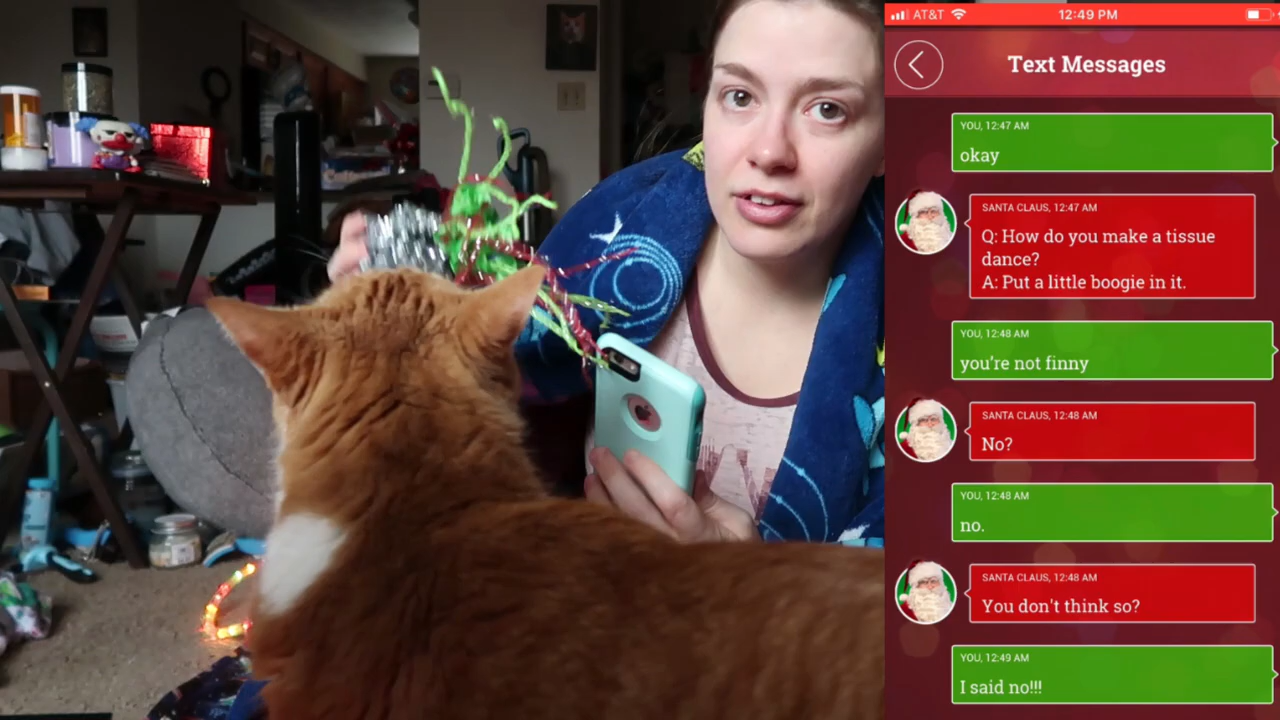 AT&T
12:49 PM
Text Messages
YOU, 12:47 AM
okay
SANTA CLAUS, 12:47 AM
Q: How do you make a tissue
dance?
A: Put a little boogie in it.
YOU, 12:48 AM
you're not finny
SANTA CLAUS, 12:48 AM
No?
YOU, 12:48 AM
no.
SANTA CLAUS, 12:48 AM
You don't think so?
YOU, 12:49 AM
I said no!!!